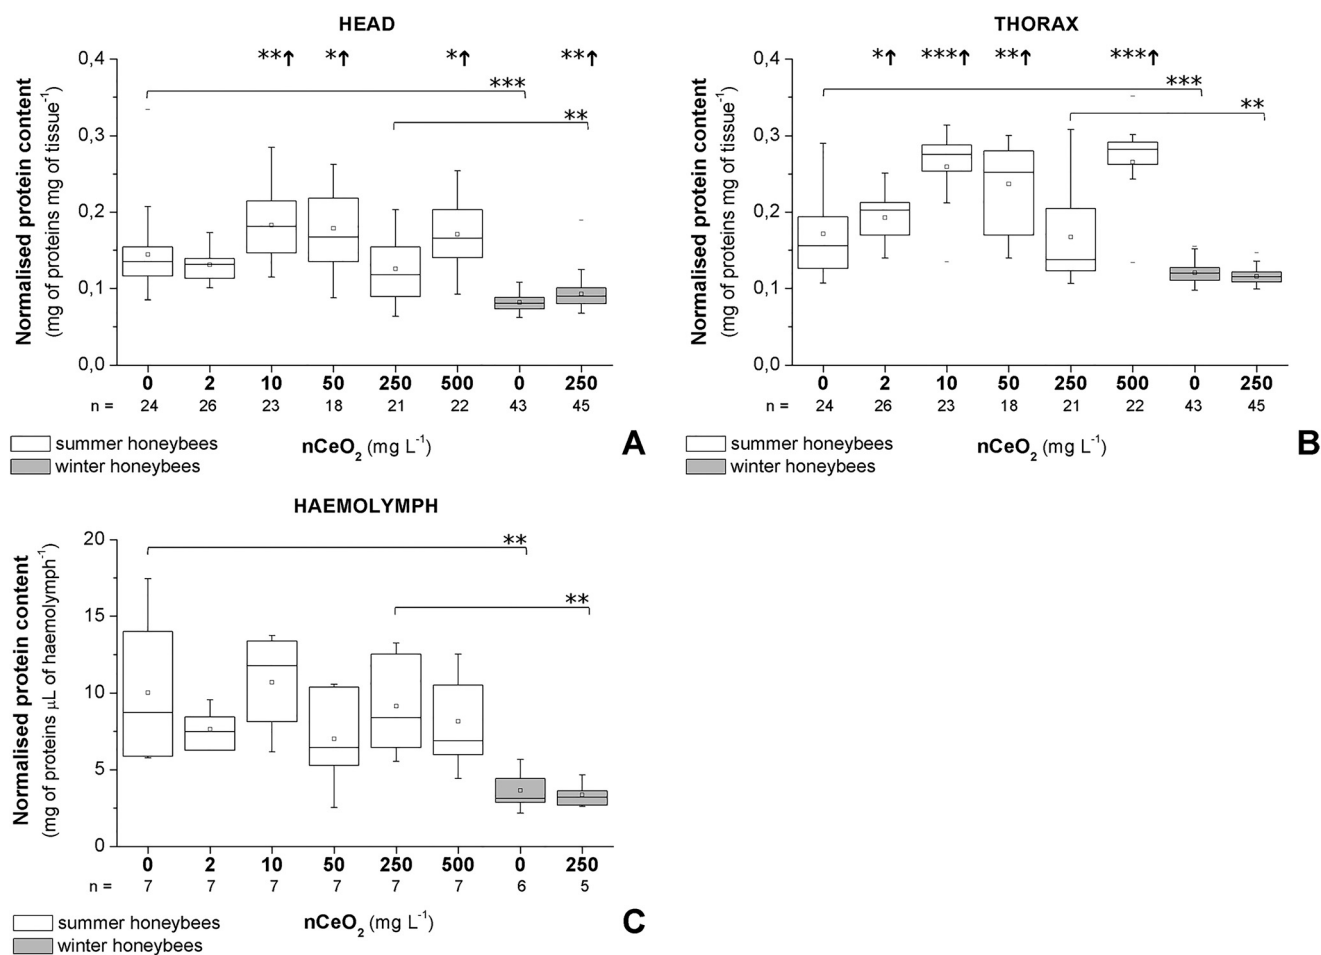 HEAD
**↑ *↑ *↑ **↑
***
**
Normalised protein content
(mg of proteins mg of tissue⁻¹)
0,4
0,3
0,2
0,1
0,0
0 2 10 50 250 500 0 250
n = 24 26 23 18 21 22 43 45
summer honeybees
winter honeybees
nCeO₂ (mg L⁻¹)
A
THORAX
*↑ ***↑ **↑ ***↑
***
**
Normalised protein content
(mg of proteins mg of tissue⁻¹)
0,4
0,3
0,2
0,1
0,0
0 2 10 50 250 500 0 250
n = 24 26 23 18 21 22 43 45
summer honeybees
winter honeybees
nCeO₂ (mg L⁻¹)
B
HAEMOLYMPH
**
**
Normalised protein content
(mg of proteins µL of haemolymph⁻¹)
20
15
10
5
0
0 2 10 50 250 500 0 250
n = 7 7 7 7 7 7 6 5
summer honeybees
winter honeybees
nCeO₂ (mg L⁻¹)
C